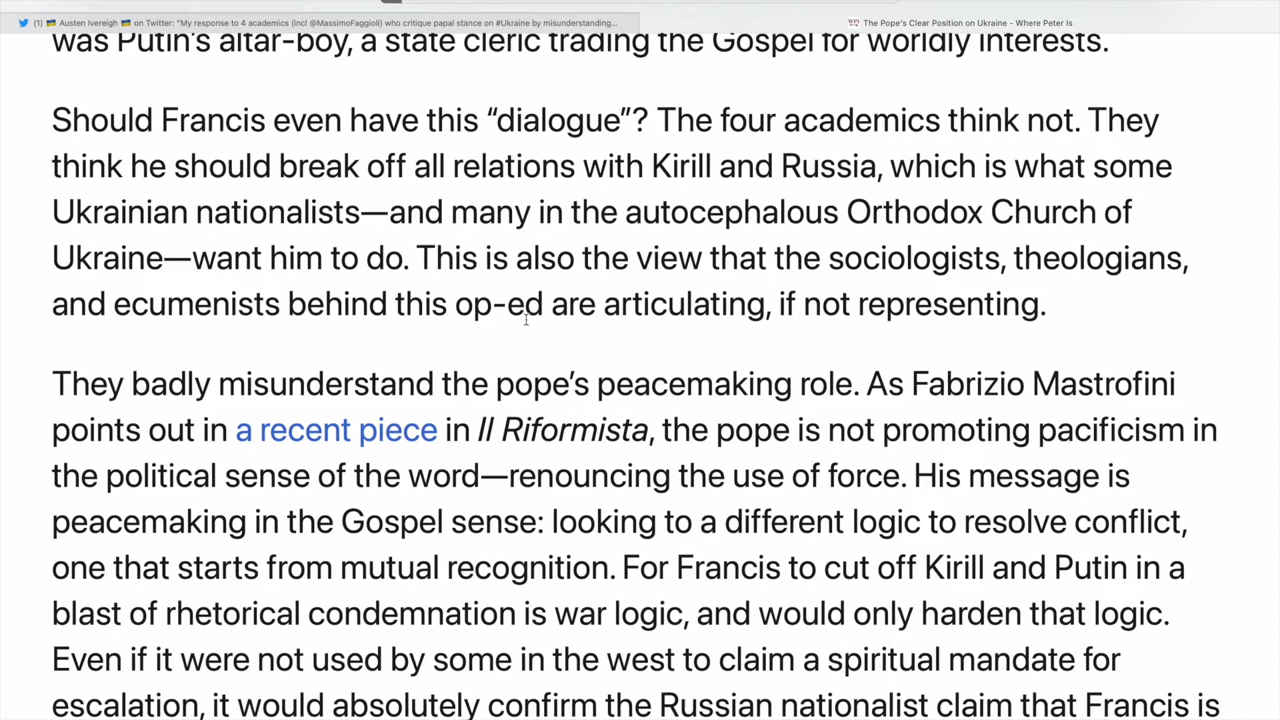 (1) 🇺🇦 Austen Ivereigh 🇺🇦 on Twitter: "My response to 4 academics (incl @MassimoFaggioli) who critique papal stance on #Ukraine by misunderstanding...
The Pope's Clear Position on Ukraine - Where Peter Is
was Putin's altar-boy, a state cleric trading the Gospel for worldly interests.
Should Francis even have this “dialogue”? The four academics think not. They
think he should break off all relations with Kirill and Russia, which is what some
Ukrainian nationalists—and many in the autocephalous Orthodox Church of
Ukraine—want him to do. This is also the view that the sociologists, theologians,
and ecumenists behind this op-ed are articulating, if not representing.
They badly misunderstand the pope’s peacemaking role. As Fabrizio Mastrofini
points out in a recent piece in Il Riformista, the pope is not promoting pacificism in
the political sense of the word—renouncing the use of force. His message is
peacemaking in the Gospel sense: looking to a different logic to resolve conflict,
one that starts from mutual recognition. For Francis to cut off Kirill and Putin in a
blast of rhetorical condemnation is war logic, and would only harden that logic.
Even if it were not used by some in the west to claim a spiritual mandate for
escalation, it would absolutely confirm the Russian nationalist claim that Francis is